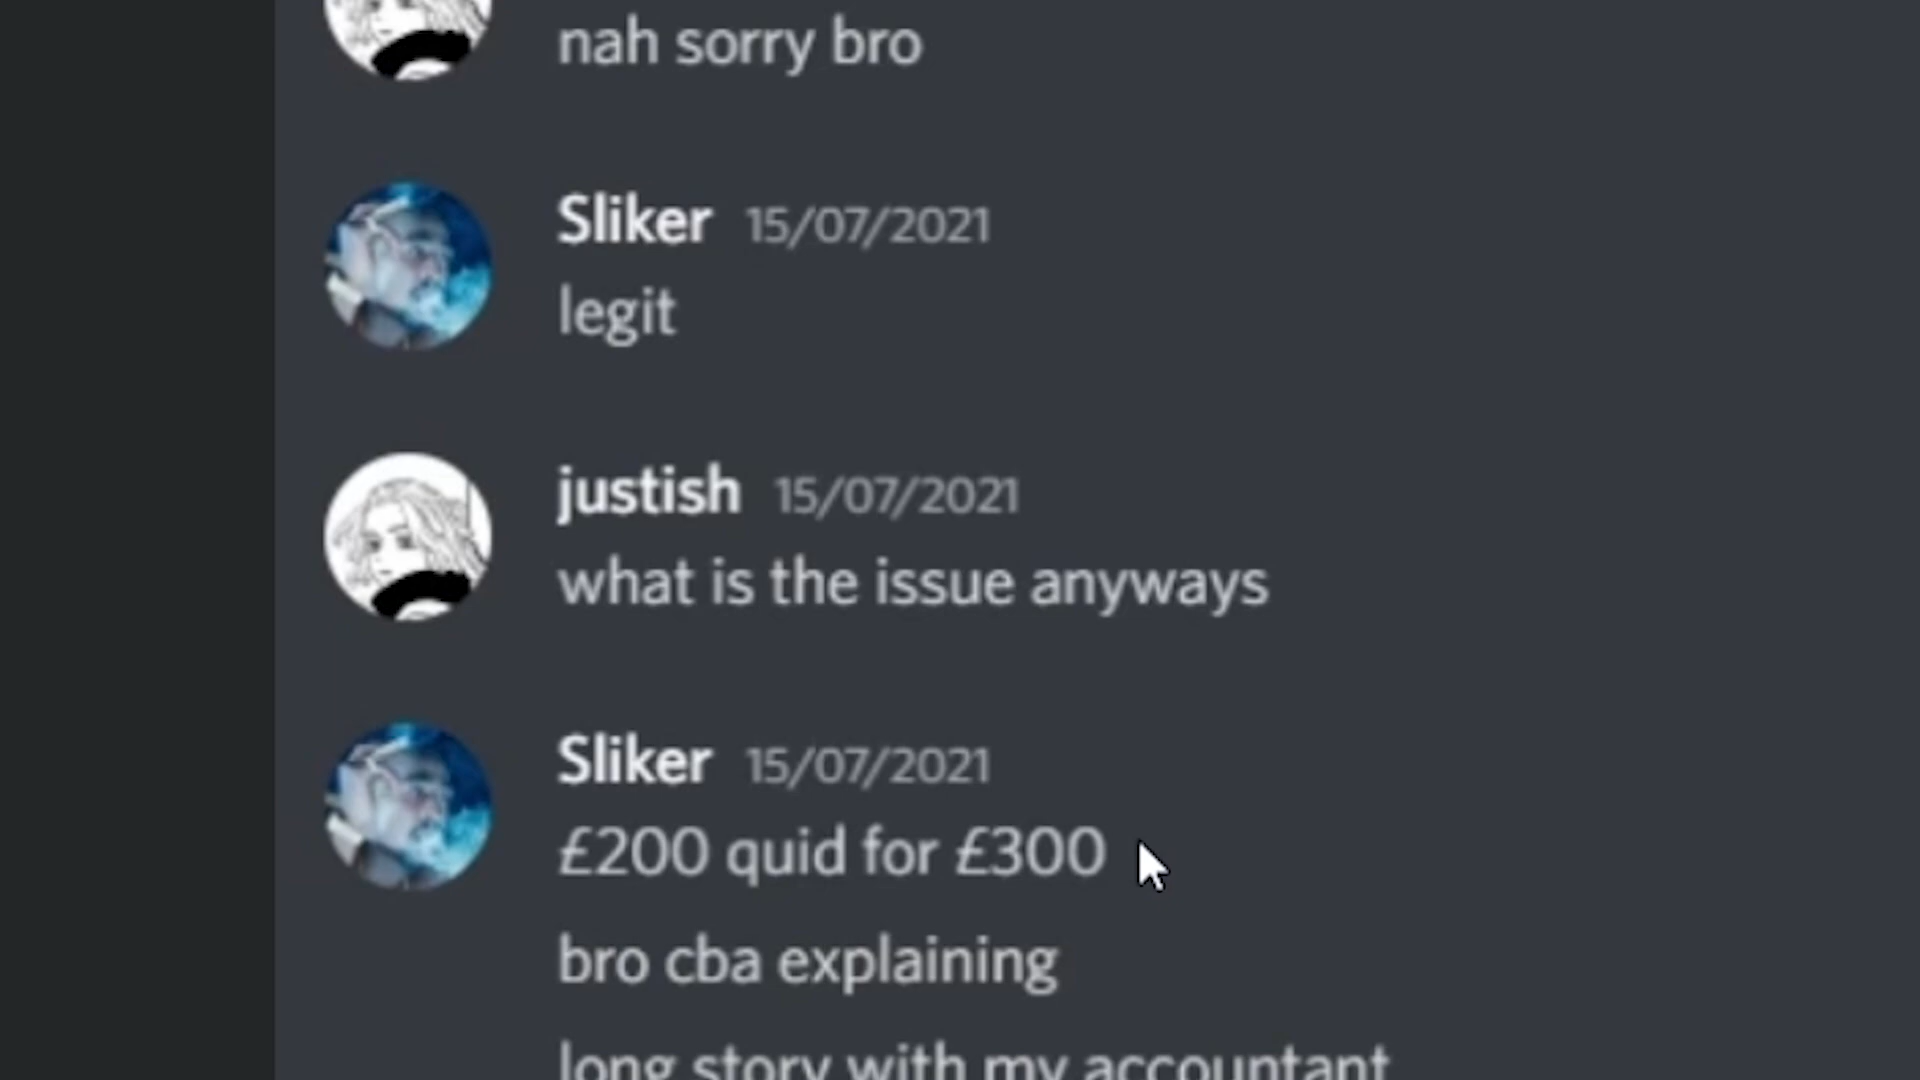 nah sorry bro
Sliker 15/07/2021
legit
justish 15/07/2021
what is the issue anyways
Sliker 15/07/2021
£200 quid for £300
bro cba explaining
long story with my accountant